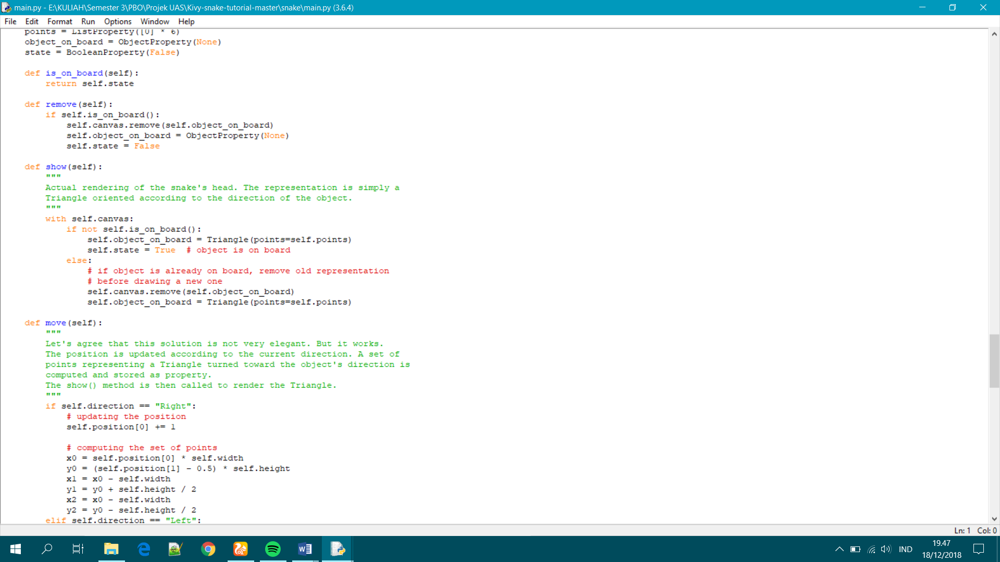 main.py - E:\KULIAH\Semester 3\PBO\Projek UAS\Kivy-snake-tutorial-master\snake\main.py (3.6.4)
File Edit Format Run Options Window Help
    points = ListProperty([0] * 6)
    object_on_board = ObjectProperty(None)
    state = BooleanProperty(False)

    def is_on_board(self):
        return self.state

    def remove(self):
        if self.is_on_board():
            self.canvas.remove(self.object_on_board)
            self.object_on_board = ObjectProperty(None)
            self.state = False

    def show(self):
        """
        Actual rendering of the snake's head. The representation is simply a
        Triangle oriented according to the direction of the object.
        """
        with self.canvas:
            if not self.is_on_board():
                self.object_on_board = Triangle(points=self.points)
                self.state = True  # object is on board
            else:
                # if object is already on board, remove old representation
                # before drawing a new one
                self.canvas.remove(self.object_on_board)
                self.object_on_board = Triangle(points=self.points)

    def move(self):
        """
        Let's agree that this solution is not very elegant. But it works.
        The position is updated according to the current direction. A set of
        points representing a Triangle turned toward the object's direction is
        computed and stored as property.
        The show() method is then called to render the Triangle.
        """
        if self.direction == "Right":
            # updating the position
            self.position[0] += 1

            # computing the set of points
            x0 = self.position[0] * self.width
            y0 = (self.position[1] - 0.5) * self.height
            x1 = x0 - self.width
            y1 = y0 + self.height / 2
            x2 = x0 - self.width
            y2 = y0 - self.height / 2
        elif self.direction == "Left":
Ln: 1 Col: 0
IND
19.47
18/12/2018